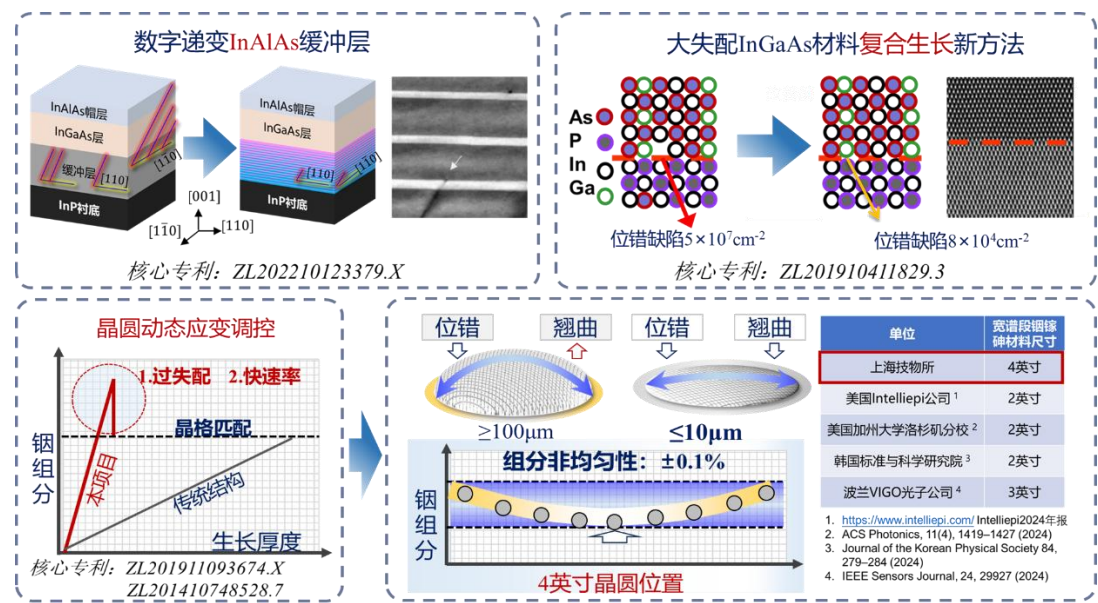 数字递变InAlAs缓冲层
InAlAs帽层
InGaAs层
缓冲层
[110]
[11̄0]
InP衬底
InAlAs帽层
InGaAs层
[110]
[11̄0]
InP衬底
[001]
[11̄0]
[110]
核心专利：ZL202210123379.X
大失配InGaAs材料复合生长新方法
As
P
In
Ga
位错缺陷5×10⁷cm⁻²
位错缺陷8×10⁴cm⁻²
核心专利：ZL201910411829.3
晶圆动态应变调控
1.过失配 2.快速率
晶格匹配
铟组分
本项目
传统结构
生长厚度
核心专利：ZL201911093674.X
ZL201410748528.7
位错
翘曲
位错
翘曲
≥100μm
≤10μm
组分非均匀性：±0.1%
铟组分
4英寸晶圆位置
单位 宽谱段铟镓
砷材料尺寸
上海技物所 4英寸
美国Intelliepi公司 ¹ 2英寸
美国加州大学洛杉矶分校 ² 2英寸
韩国标准与科学研究院 ³ 2英寸
波兰VIGO光子公司 ⁴ 3英寸
1. https://www.intelliepi.com/ Intelliepi2024年报
2. ACS Photonics, 11(4), 1419–1427 (2024)
3. Journal of the Korean Physical Society 84,
279–284 (2024)
4. IEEE Sensors Journal, 24, 29927 (2024)